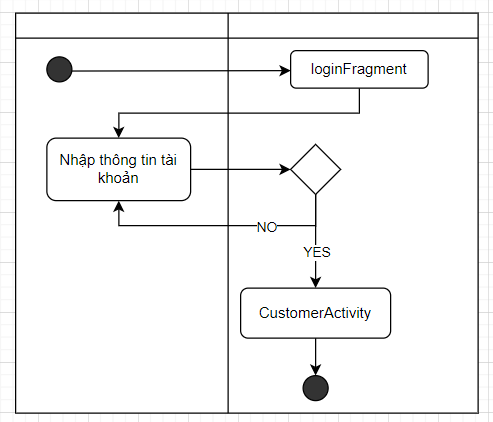 loginFragment
Nhập thông tin tài
khoản
NO
YES
CustomerActivity